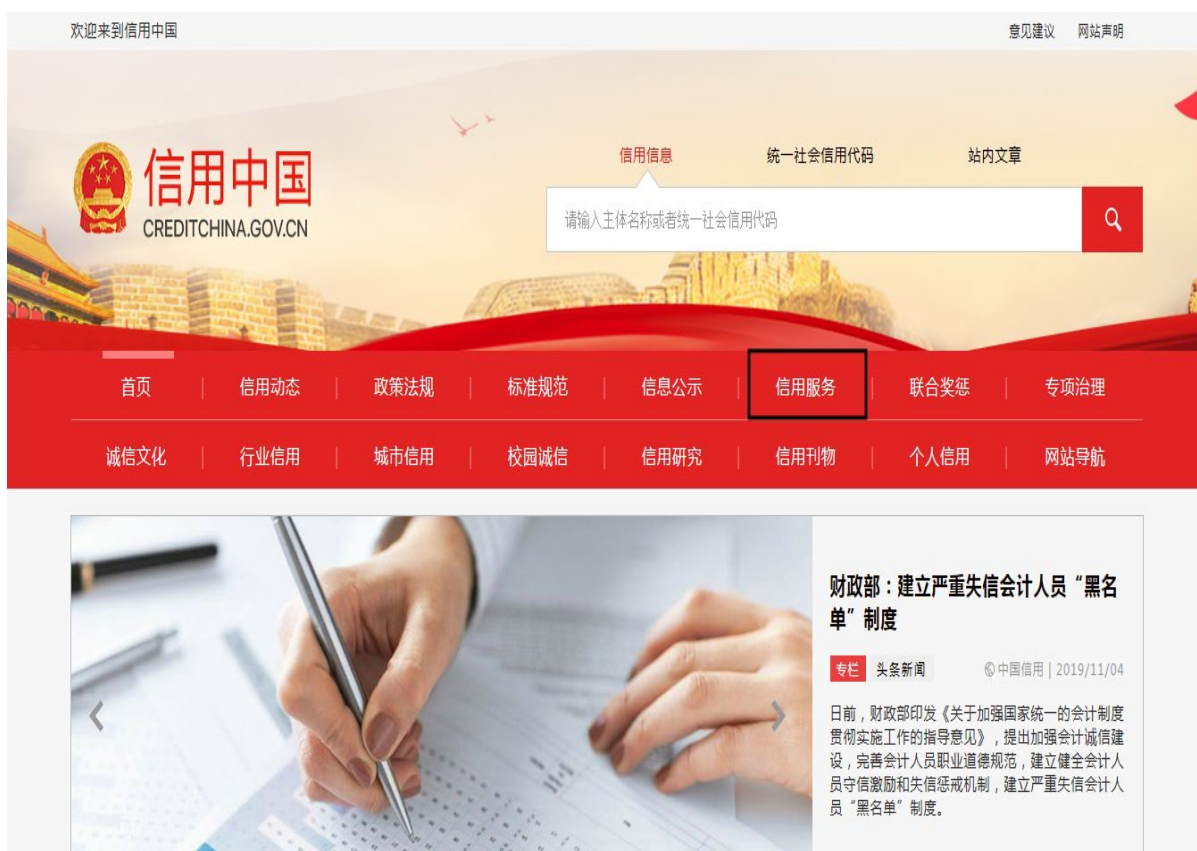 欢迎来到信用中国
意见建议 网站声明
信用中国
CREDITCHINA.GOV.CN
信用信息 统一社会信用代码 站内文章
请输入主体名称或者统一社会信用代码
首页 信用动态 政策法规 标准规范 信息公示 信用服务 联合奖惩 专项治理
诚信文化 行业信用 城市信用 校园诚信 信用研究 信用刊物 个人信用 网站导航
财政部：建立严重失信会计人员“黑名
单”制度
专栏 头条新闻 中国信用 | 2019/11/04
日前，财政部印发《关于加强国家统一的会计制度
贯彻实施工作的指导意见》，提出加强会计诚信建
设，完善会计人员职业道德规范，建立健全会计人
员守信激励和失信惩戒机制，建立严重失信会计人
员“黑名单”制度。